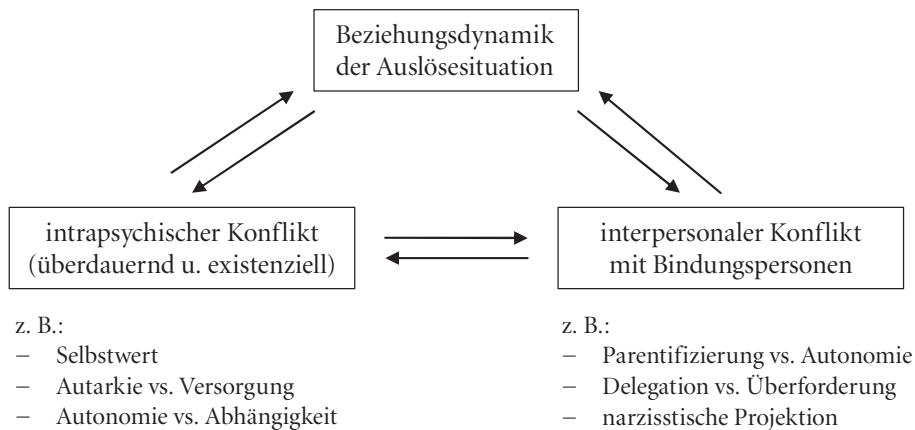 Beziehungsdynamik
der Auslösesituation
intrapsychischer Konflikt
(überdauernd u. existenziell)
interpersonaler Konflikt
mit Bindungspersonen
z. B.:
– Selbstwert
– Autarkie vs. Versorgung
– Autonomie vs. Abhängigkeit
z. B.:
– Parentifizierung vs. Autonomie
– Delegation vs. Überforderung
– narzisstische Projektion